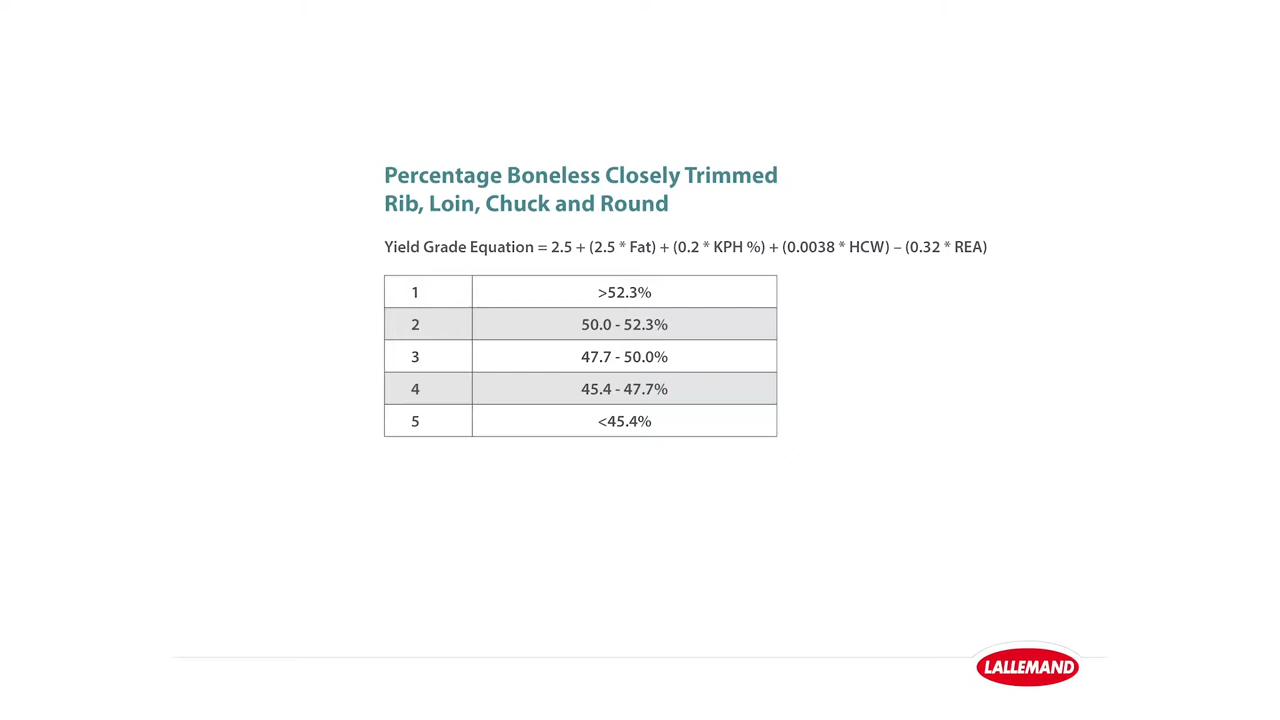 Percentage Boneless Closely Trimmed
Rib, Loin, Chuck and Round
Yield Grade Equation = 2.5 + (2.5 * Fat) + (0.2 * KPH %) + (0.0038 * HCW) – (0.32 * REA)
1 >52.3%
2 50.0 - 52.3%
3 47.7 - 50.0%
4 45.4 - 47.7%
5 <45.4%
LALLEMAND